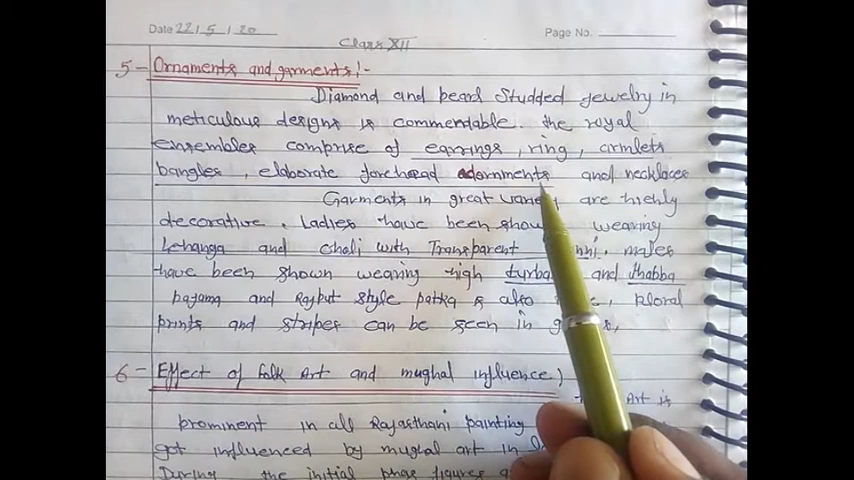 Date 22/5/20 Page No.
Class XII
5- Ornaments and garments:-
Diamond and pearl studded jewelry in
meticulous designs is commendable. the royal
ensembles comprise of earrings, ring, armlets
bangles, elaborate forehead adornments and necklaces
Garments in great are highly
decorative. Ladies have been wearing
Lehanga and choli with Transparent males
have been shown wearing high and Jhabba
pajama and Rajput style patka is also floral
prints and stripes can be seen in
6- Effect of folk Art and mughal influence)
Art is
prominent in all Rajasthani painting
got influenced by mughal art in
During the initial phase figures